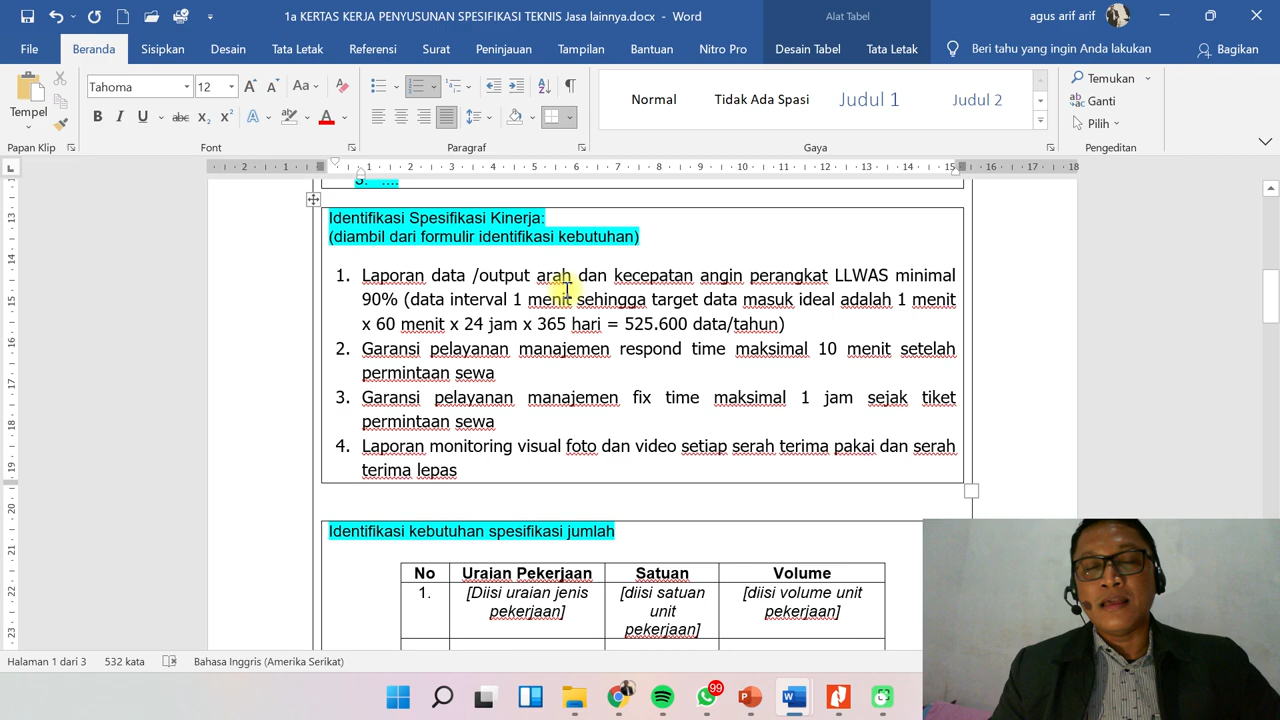 1a KERTAS KERJA PENYUSUNAN SPESIFIKASI TEKNIS Jasa lainnya.docx - Word
Alat Tabel
agus arif arif
File Beranda Sisipkan Desain Tata Letak Referensi Surat Peninjauan Tampilan Bantuan Nitro Pro Desain Tabel Tata Letak Beri tahu yang ingin Anda lakukan Bagikan
Tahoma 12
Tempel
Normal Tidak Ada Spasi Judul 1 Judul 2
Temukan
Ganti
Pilih
Papan Klip Font Paragraf Gaya Pengeditan
Identifikasi Spesifikasi Kinerja:
(diambil dari formulir identifikasi kebutuhan)
1. Laporan data /output arah dan kecepatan angin perangkat LLWAS minimal
90% (data interval 1 menit sehingga target data masuk ideal adalah 1 menit
x 60 menit x 24 jam x 365 hari = 525.600 data/tahun)
2. Garansi pelayanan manajemen respond time maksimal 10 menit setelah
permintaan sewa
3. Garansi pelayanan manajemen fix time maksimal 1 jam sejak tiket
permintaan sewa
4. Laporan monitoring visual foto dan video setiap serah terima pakai dan serah
terima lepas
Identifikasi kebutuhan spesifikasi jumlah
No Uraian Pekerjaan Satuan Volume
1. [Diisi uraian jenis [diisi satuan [diisi volume unit
pekerjaan] unit pekerjaan]
pekerjaan]
Halaman 1 dari 3 532 kata Bahasa Inggris (Amerika Serikat)
99